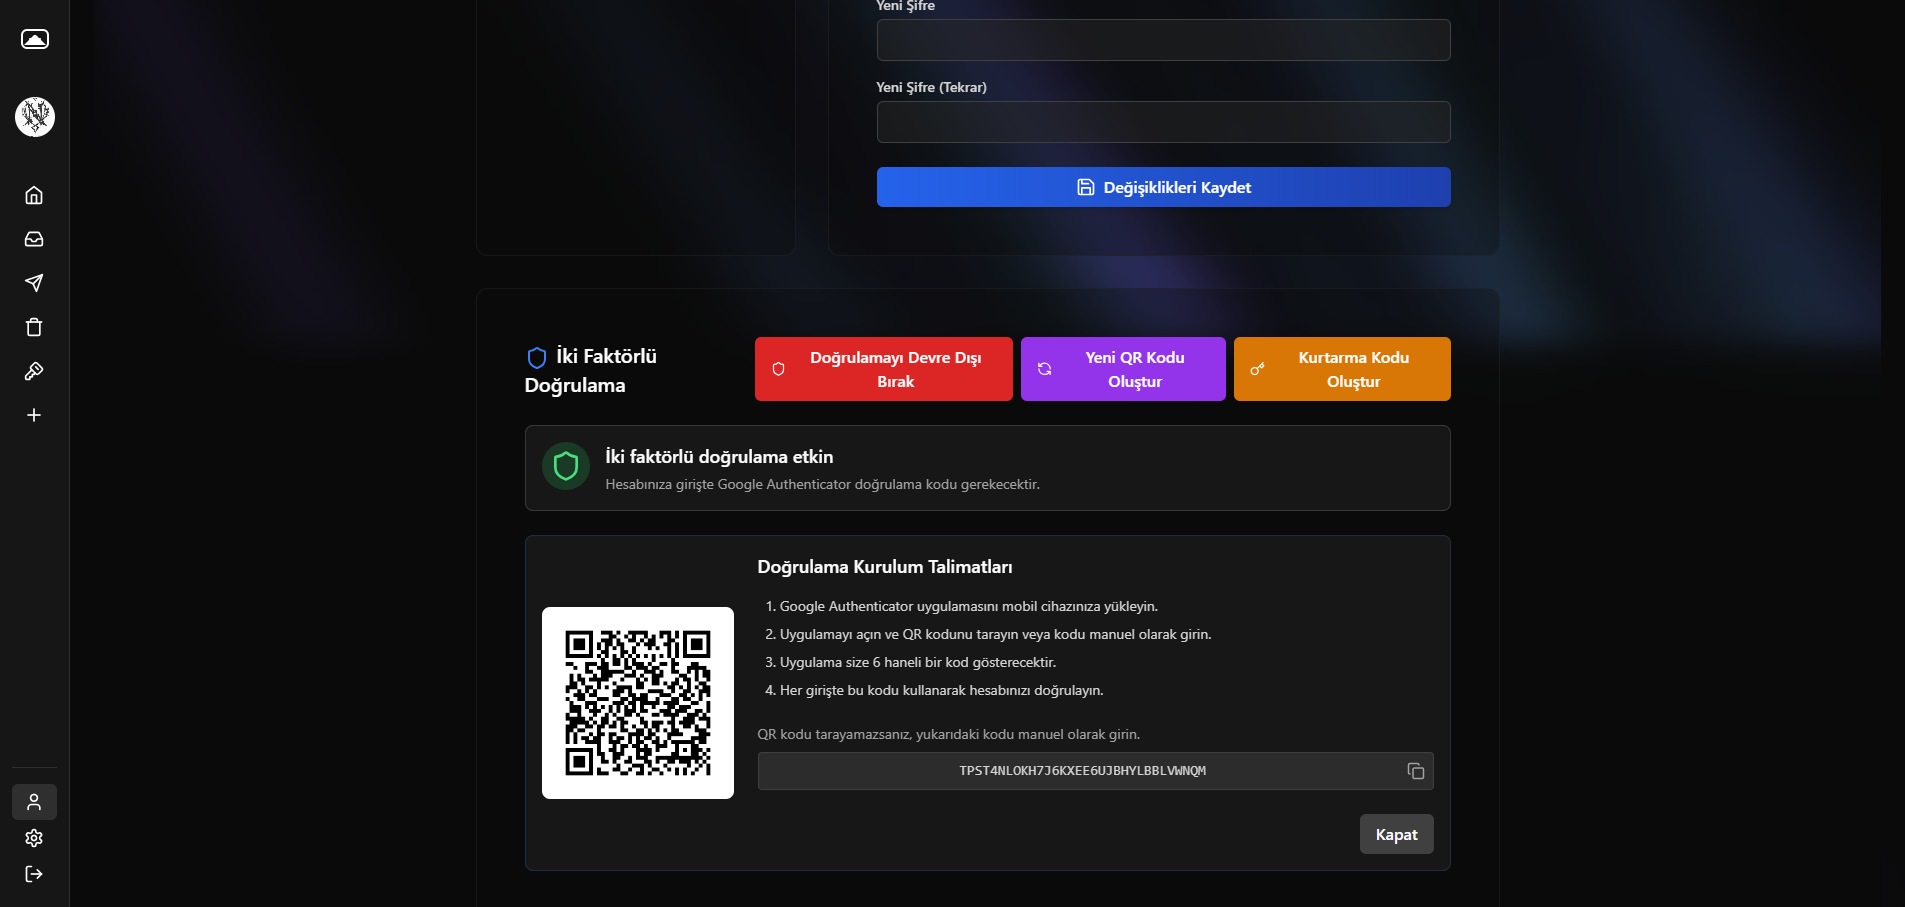 Yeni Şifre
Yeni Şifre (Tekrar)
Değişiklikleri Kaydet
İki Faktörlü
Doğrulama
Doğrulamayı Devre Dışı
Bırak
Yeni QR Kodu
Oluştur
Kurtarma Kodu
Oluştur
İki faktörlü doğrulama etkin
Hesabınıza girişte Google Authenticator doğrulama kodu gerekecektir.
Doğrulama Kurulum Talimatları
1. Google Authenticator uygulamasını mobil cihazınıza yükleyin.
2. Uygulamayı açın ve QR kodunu tarayın veya kodu manuel olarak girin.
3. Uygulama size 6 haneli bir kod gösterecektir.
4. Her girişte bu kodu kullanarak hesabınızı doğrulayın.
QR kodu tarayamazsanız, yukarıdaki kodu manuel olarak girin.
TPST4NLOKH7J6KXEE6UJBHYLBBLVWNQM
Kapat